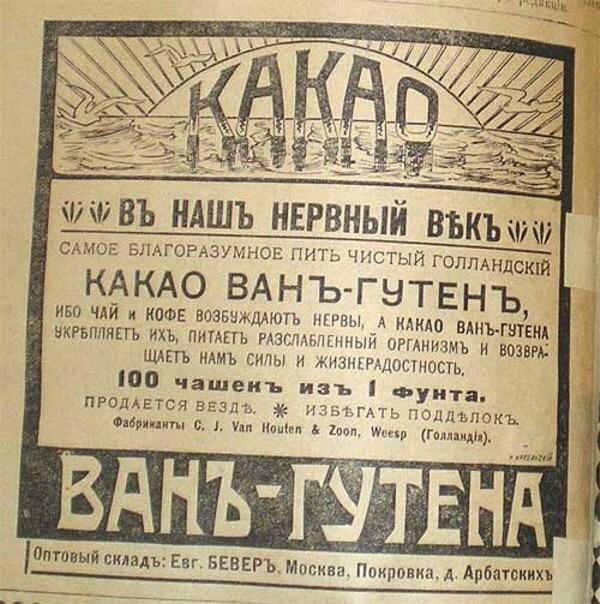 редакціи.
КАКАО
ВЪ НАШЪ НЕРВНЫЙ ВѢКЪ
САМОЕ БЛАГОРАЗУМНОЕ ПИТЬ ЧИСТЫЙ ГОЛЛАНДСКІЙ
КАКАО ВАНЪ-ГУТЕНЪ,
ИБО ЧАЙ и КОФЕ ВОЗБУЖДАЮТЪ НЕРВЫ, А КАКАО ВАНЪ-ГУТЕНА
УКРѢПЛЯЕТЪ ИХЪ, ПИТАЕТЪ РАЗСЛАБЛЕННЫЙ ОРГАНИЗМЪ И ВОЗВРА-
ЩАЕТЪ НАМЪ СИЛЫ И ЖИЗНЕРАДОСТНОСТЬ.
100 чашекъ изъ 1 фунта.
ПРОДАЕТСЯ ВЕЗДѢ. * ИЗБѢГАТЬ ПОДДѢЛОКЪ.
Фабриканты C. J. Van Houten & Zoon, Weesp (Голландія).
ВАНЪ-ГУТЕНА
Оптовый складъ: Евг. БЕВЕРЪ, Москва, Покровка, д. Арбатскихъ